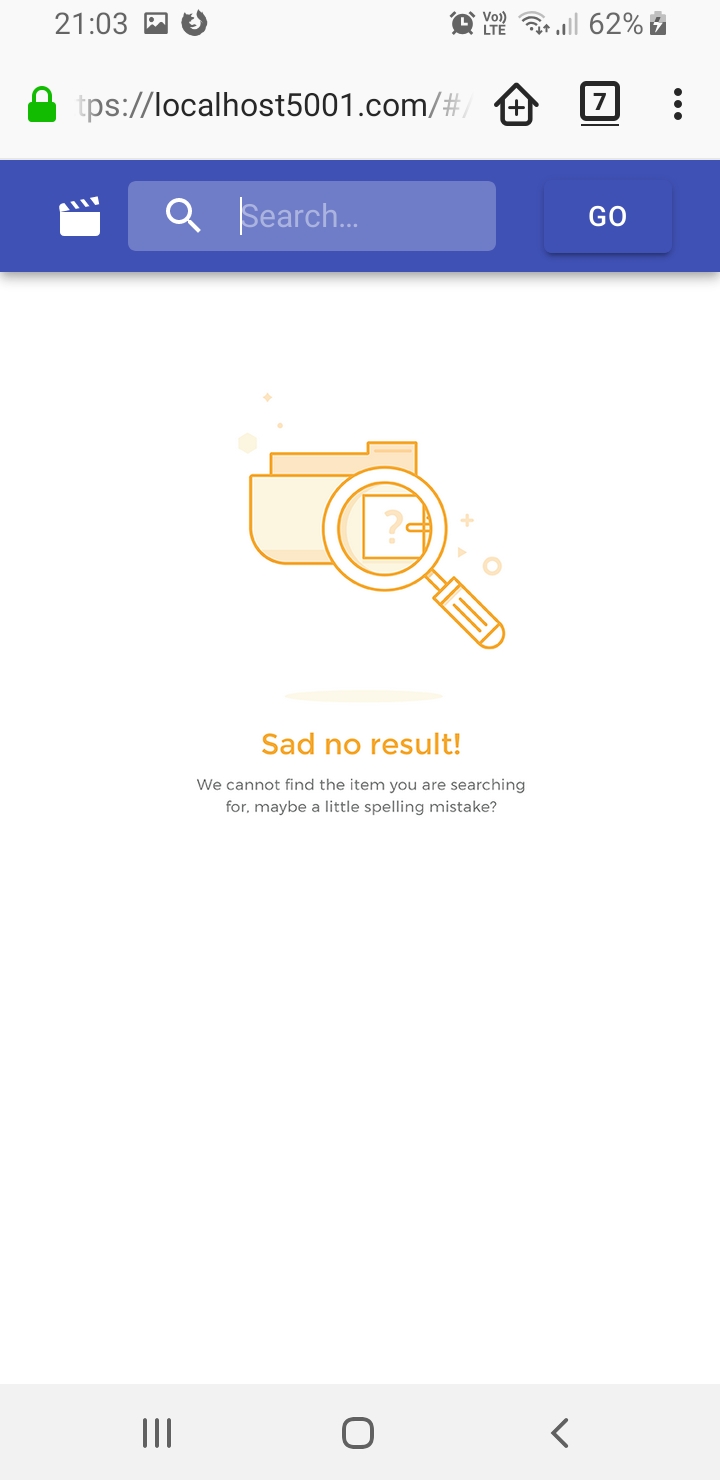 21:03 Vo)) LTE 62%
tps://localhost5001.com/#/ 7
Search... GO
?
Sad no result!
We cannot find the item you are searching
for, maybe a little spelling mistake?